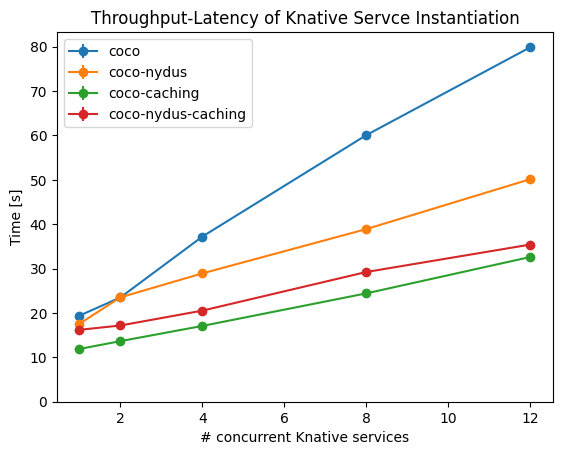 Throughput-Latency of Knative Servce Instantiation
coco
coco-nydus
coco-caching
coco-nydus-caching
Time [s]
80
70
60
50
40
30
20
10
0
2
4
6
8
10
12
# concurrent Knative services